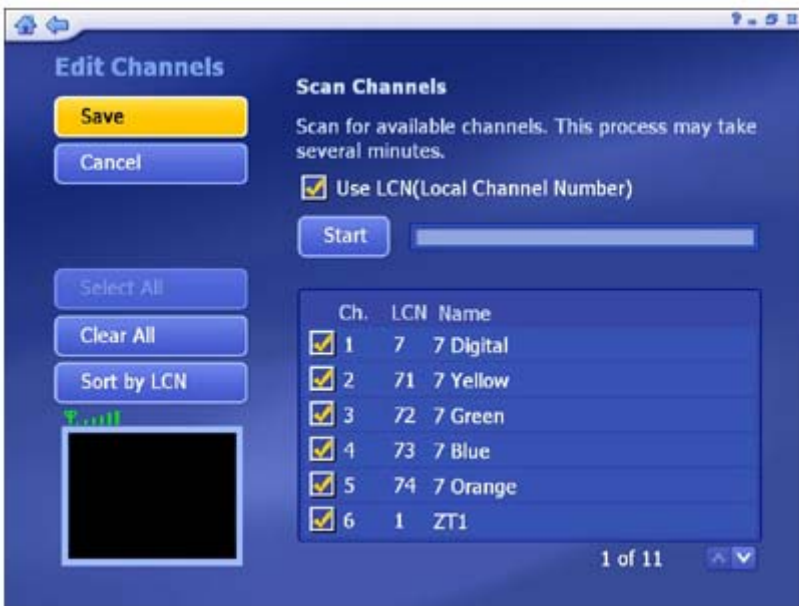 Edit Channels
Save
Cancel
Select All
Clear All
Sort by LCN
Scan Channels
Scan for available channels. This process may take
several minutes.
Use LCN(Local Channel Number)
Start
Ch. LCN Name
1 7 7 Digital
2 71 7 Yellow
3 72 7 Green
4 73 7 Blue
5 74 7 Orange
6 1 ZT1
1 of 11